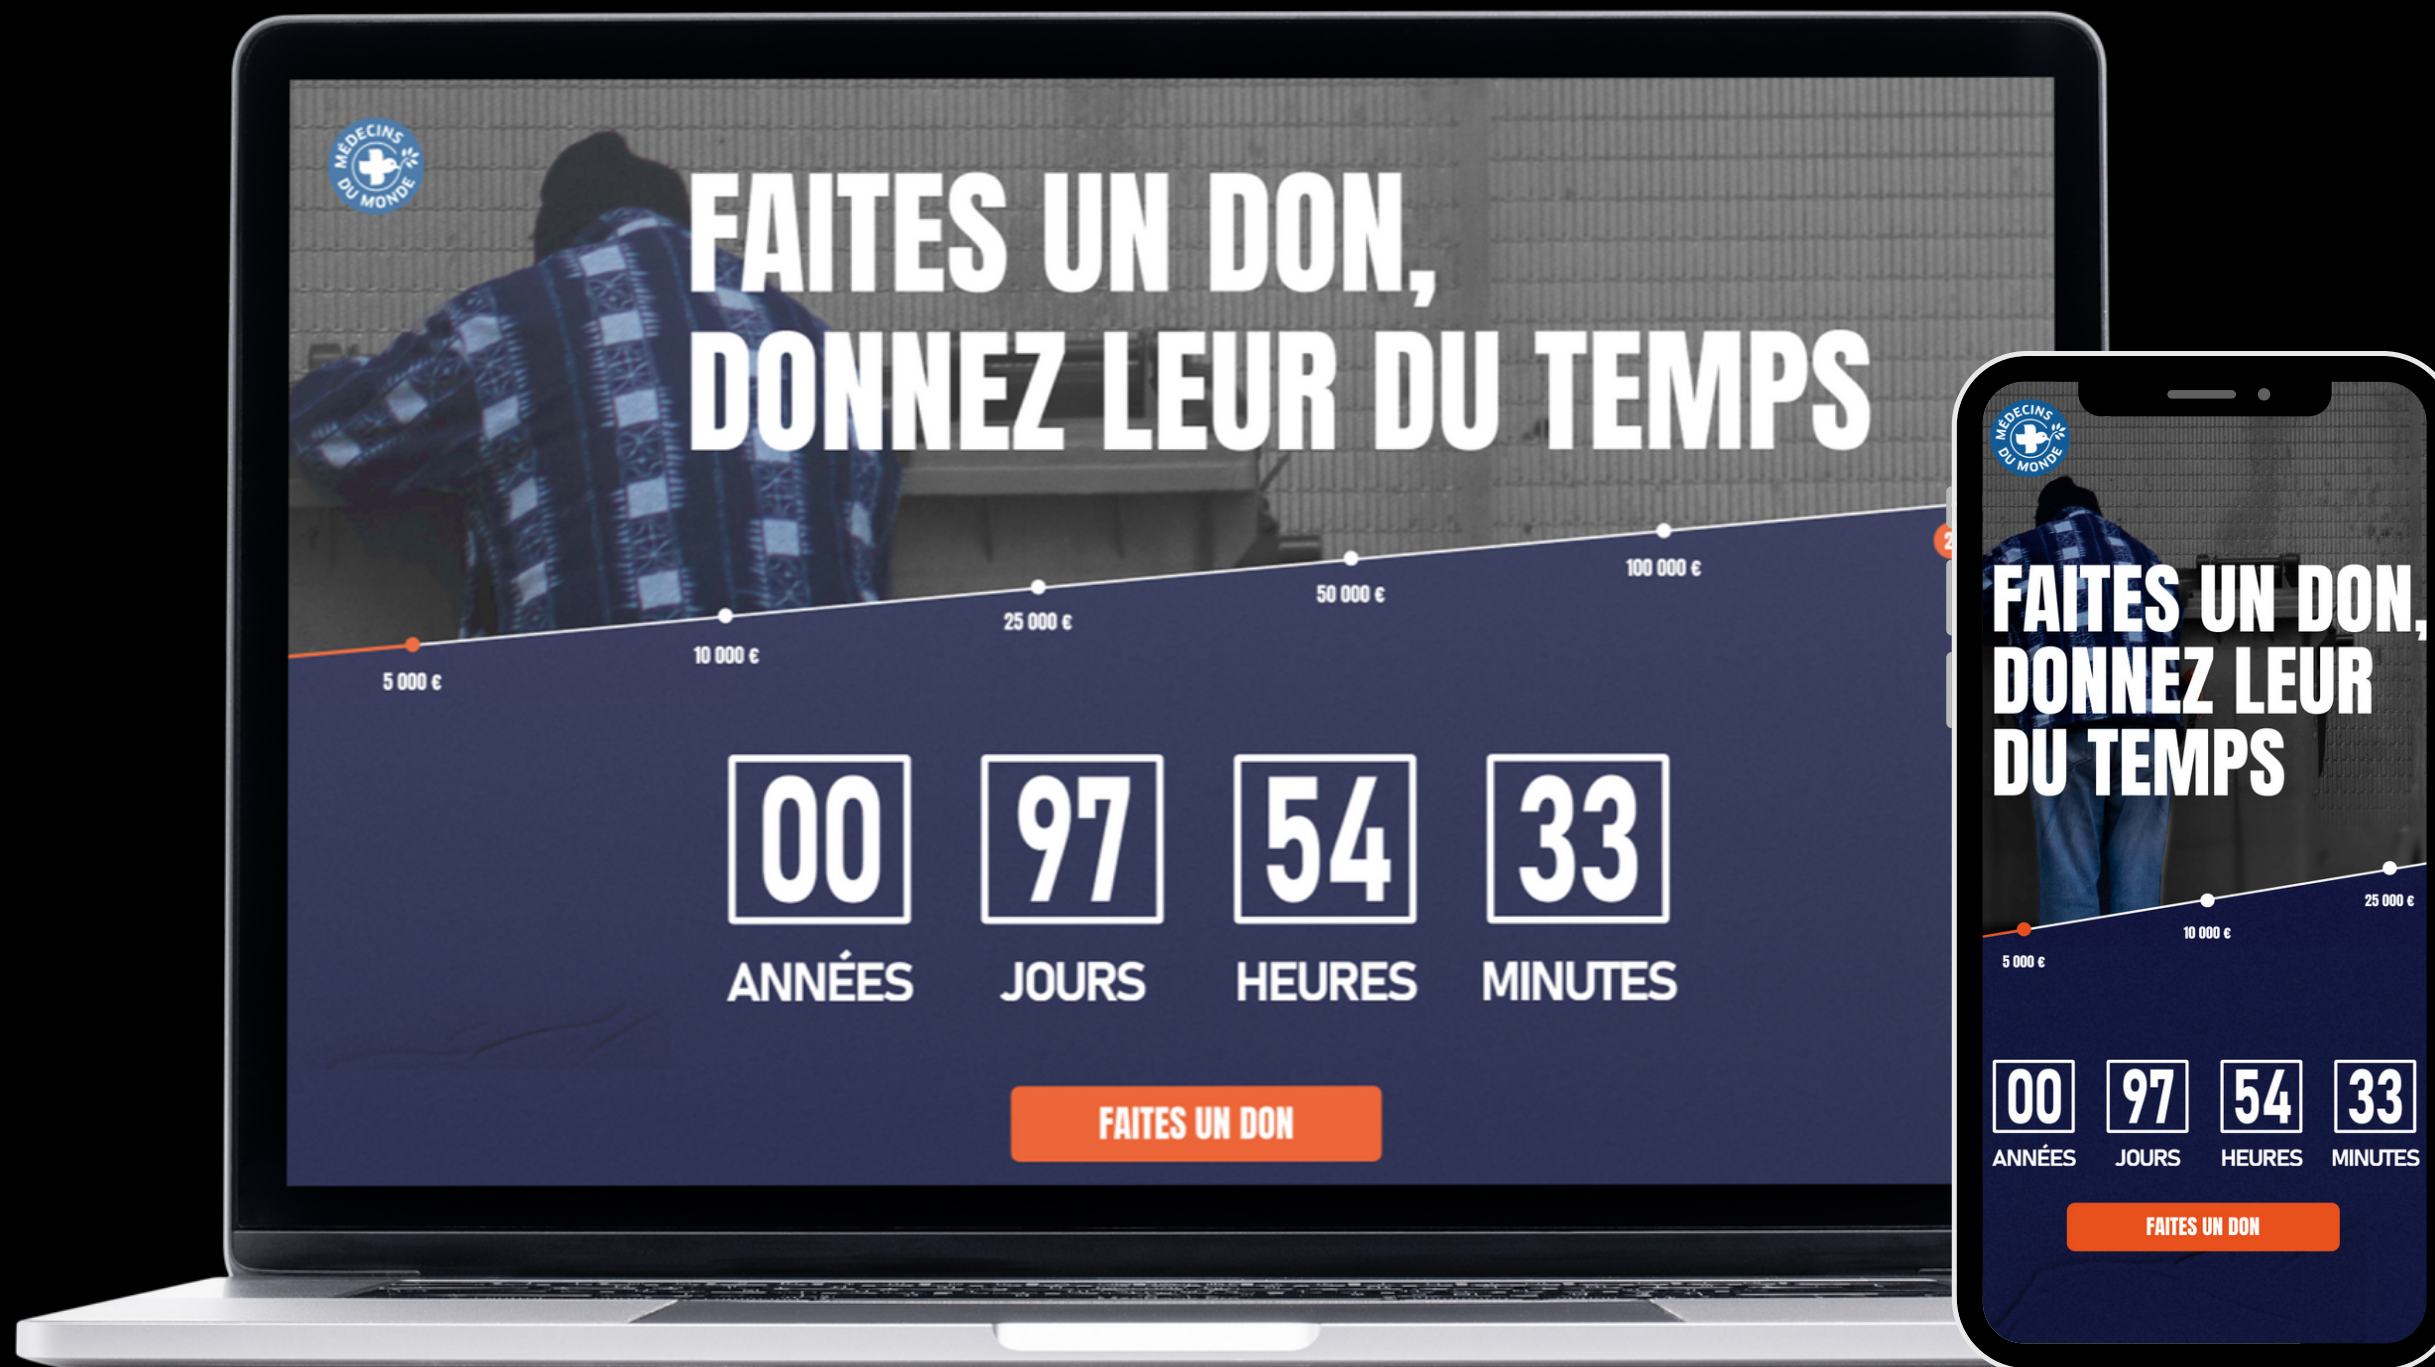 MÉDECINS
DU MONDE
FAITES UN DON,
DONNEZ LEUR DU TEMPS
5 000 €
10 000 €
25 000 €
50 000 €
100 000 €
00
97
54
33
ANNÉES
JOURS
HEURES
MINUTES
FAITES UN DON
MÉDECINS
DU MONDE
FAITES UN DON,
DONNEZ LEUR
DU TEMPS
5 000 €
10 000 €
25 000 €
00
97
54
33
ANNÉES
JOURS
HEURES
MINUTES
FAITES UN DON